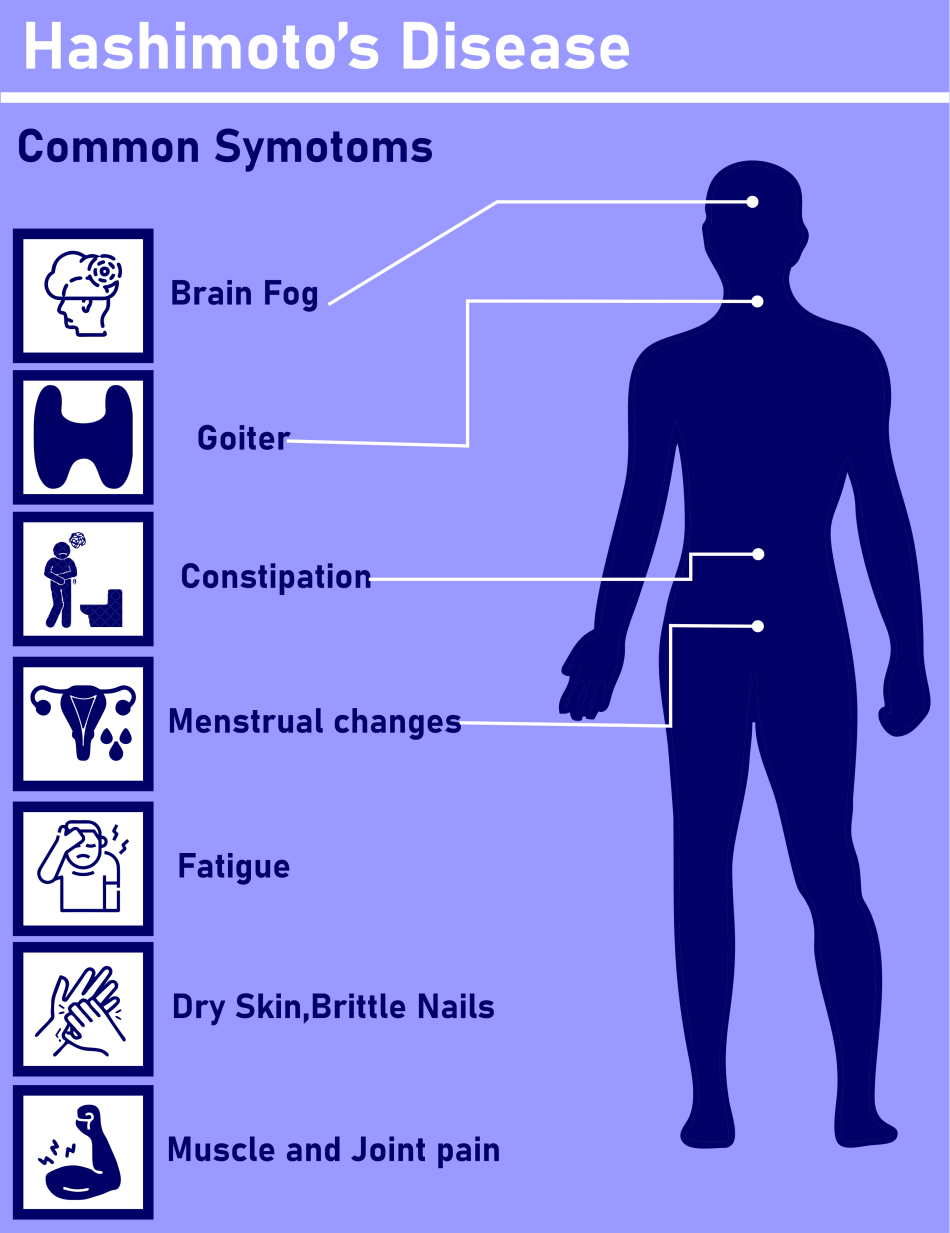 Hashimoto's Disease
Common Symotoms
Brain Fog
Goiter
Constipation
Menstrual changes
Fatigue
Dry Skin,Brittle Nails
Muscle and Joint pain